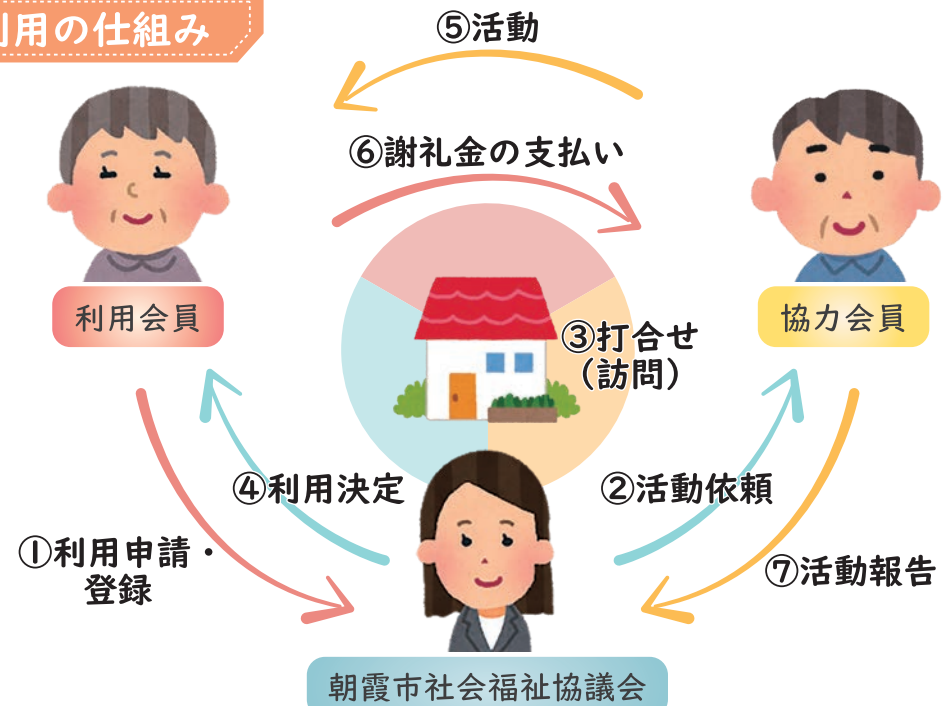 用の仕組み
⑤活動
⑥謝礼金の支払い
利用会員
協力会員
③打合せ
（訪問）
④利用決定
②活動依頼
①利用申請・
登録
⑦活動報告
朝霞市社会福祉協議会